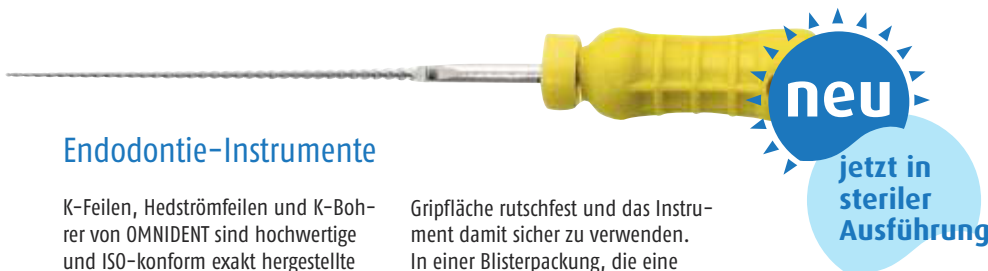 neu
jetzt in
steriler
Ausführung
Endodontie-Instrumente
K-Feilen, Hedströmfeilen und K-Boh-
rer von OMNIDENT sind hochwertige
und ISO-konform exakt hergestellte
Gripfläche rutschfest und das Instru-
ment damit sicher zu verwenden.
In einer Blisterpackung, die eine